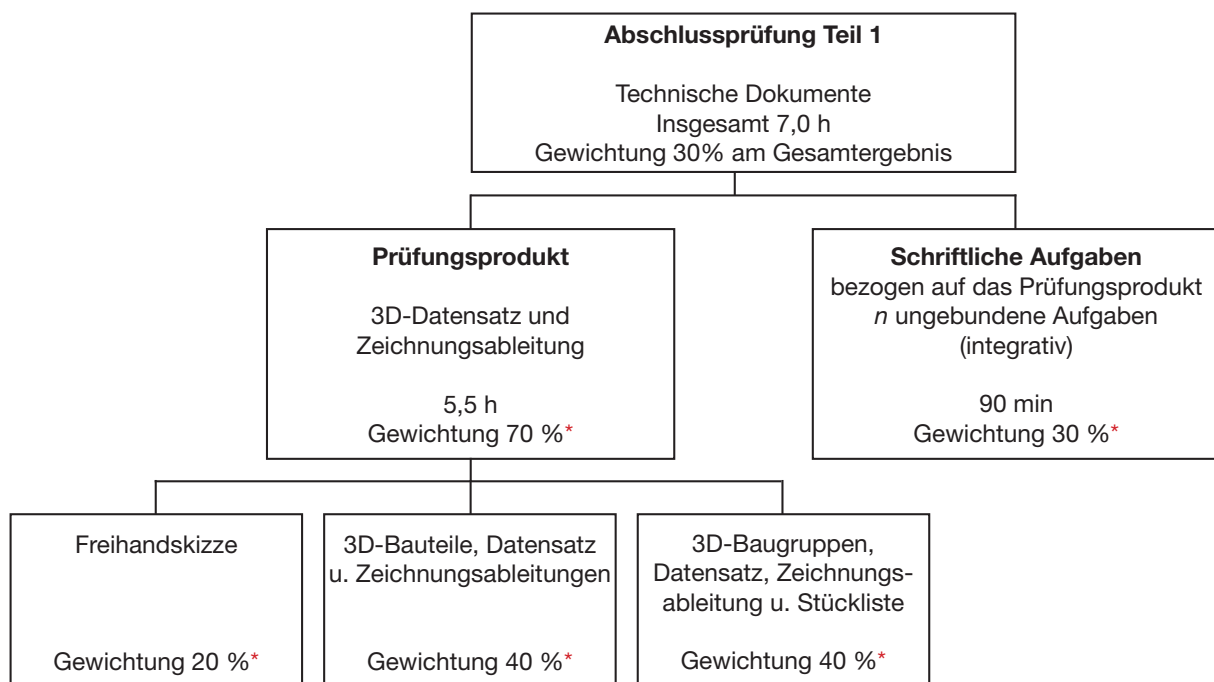 Abschlussprüfung Teil 1
Technische Dokumente
Insgesamt 7,0 h
Gewichtung 30% am Gesamtergebnis
Prüfungsprodukt
3D-Datensatz und
Zeichnungsableitung
5,5 h
Gewichtung 70 %*
Schriftliche Aufgaben
bezogen auf das Prüfungsprodukt
n ungebundene Aufgaben
(integrativ)
90 min
Gewichtung 30 %*
Freihandskizze
Gewichtung 20 %*
3D-Bauteile, Datensatz
u. Zeichnungsableitungen
Gewichtung 40 %*
3D-Baugruppen,
Datensatz, Zeichnungs-
ableitung u. Stückliste
Gewichtung 40 %*